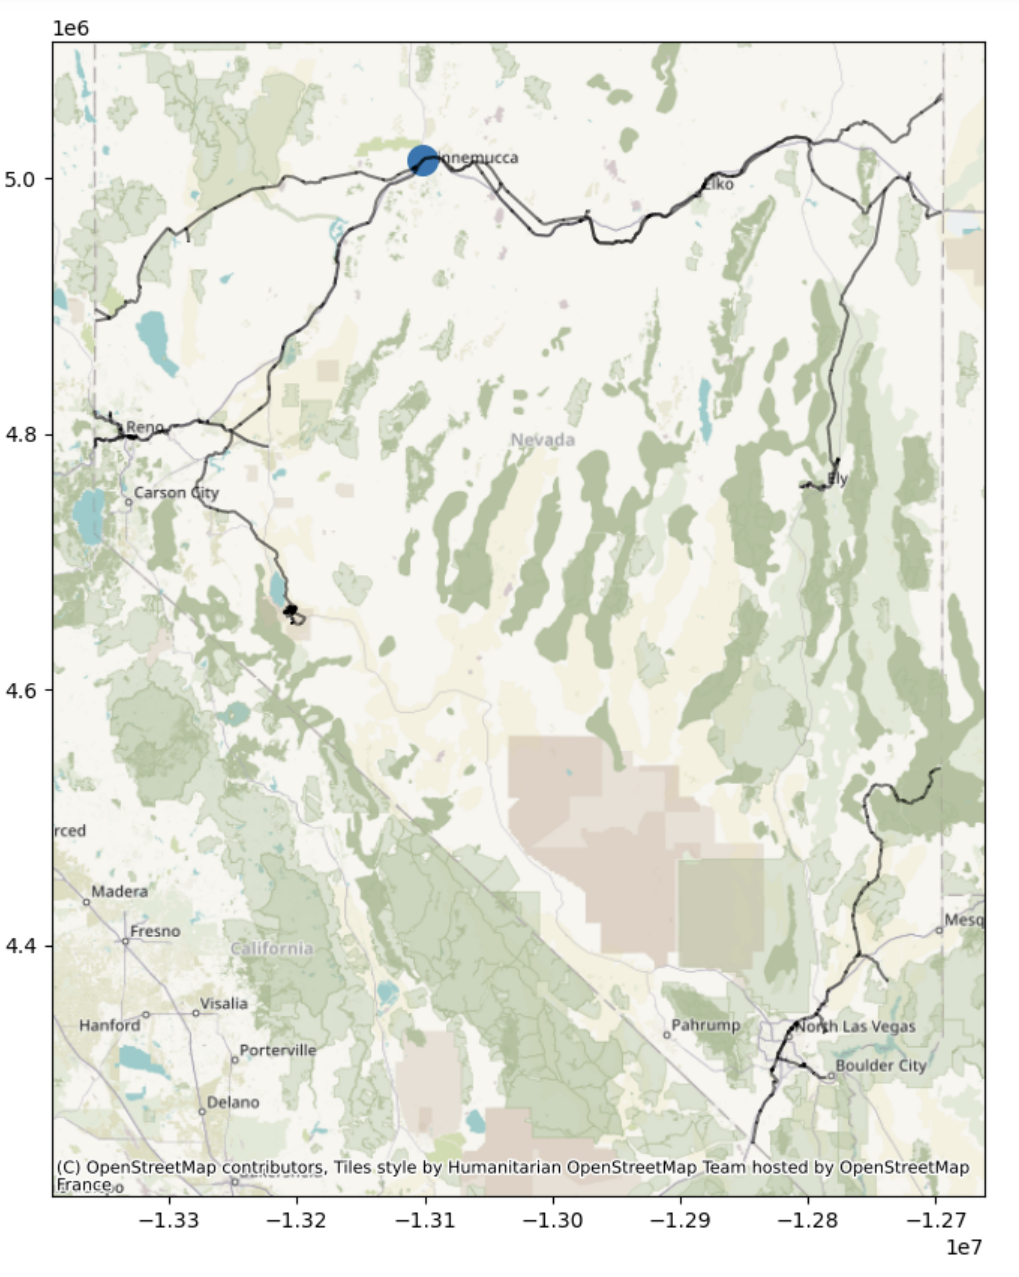 1e6
innemucca
5.0
Elko
4.8
Reno
Nevada
Ely
Carson City
4.6
rced
Madera
Fresno
4.4
California
Mesq
Visalia
Hanford
Pahrump
North Las Vegas
Porterville
Boulder City
Delano
(C) OpenStreetMap contributors, Tiles style by Humanitarian OpenStreetMap Team hosted by OpenStreetMap
France
−1.33 −1.32 −1.31 −1.30 −1.29 −1.28 −1.27
1e7